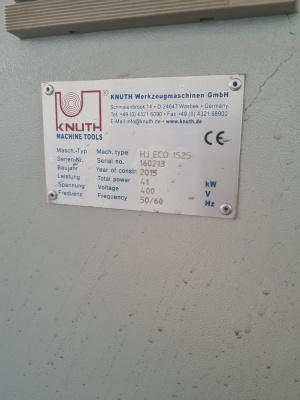 KNUTH Werkzeugmaschinen GmbH
Schmalenbrook 14 • D-24647 Wasbek • Germany
Tel. +49 (0) 4321 6090 • Fax +49 (0) 4321 68900
E-Mail info@knuth.de • www.knuth.de
®
KNUTH
MACHINE TOOLS
CE
Masch.-Typ Mach. type HJ ECO 1525
Serien-Nr. Serial no. 160213
Baujahr Year of constr. 2015
Leistung Total power 41 kW
Spannung Voltage 400 V
Frequenz Frequency 50/60 Hz